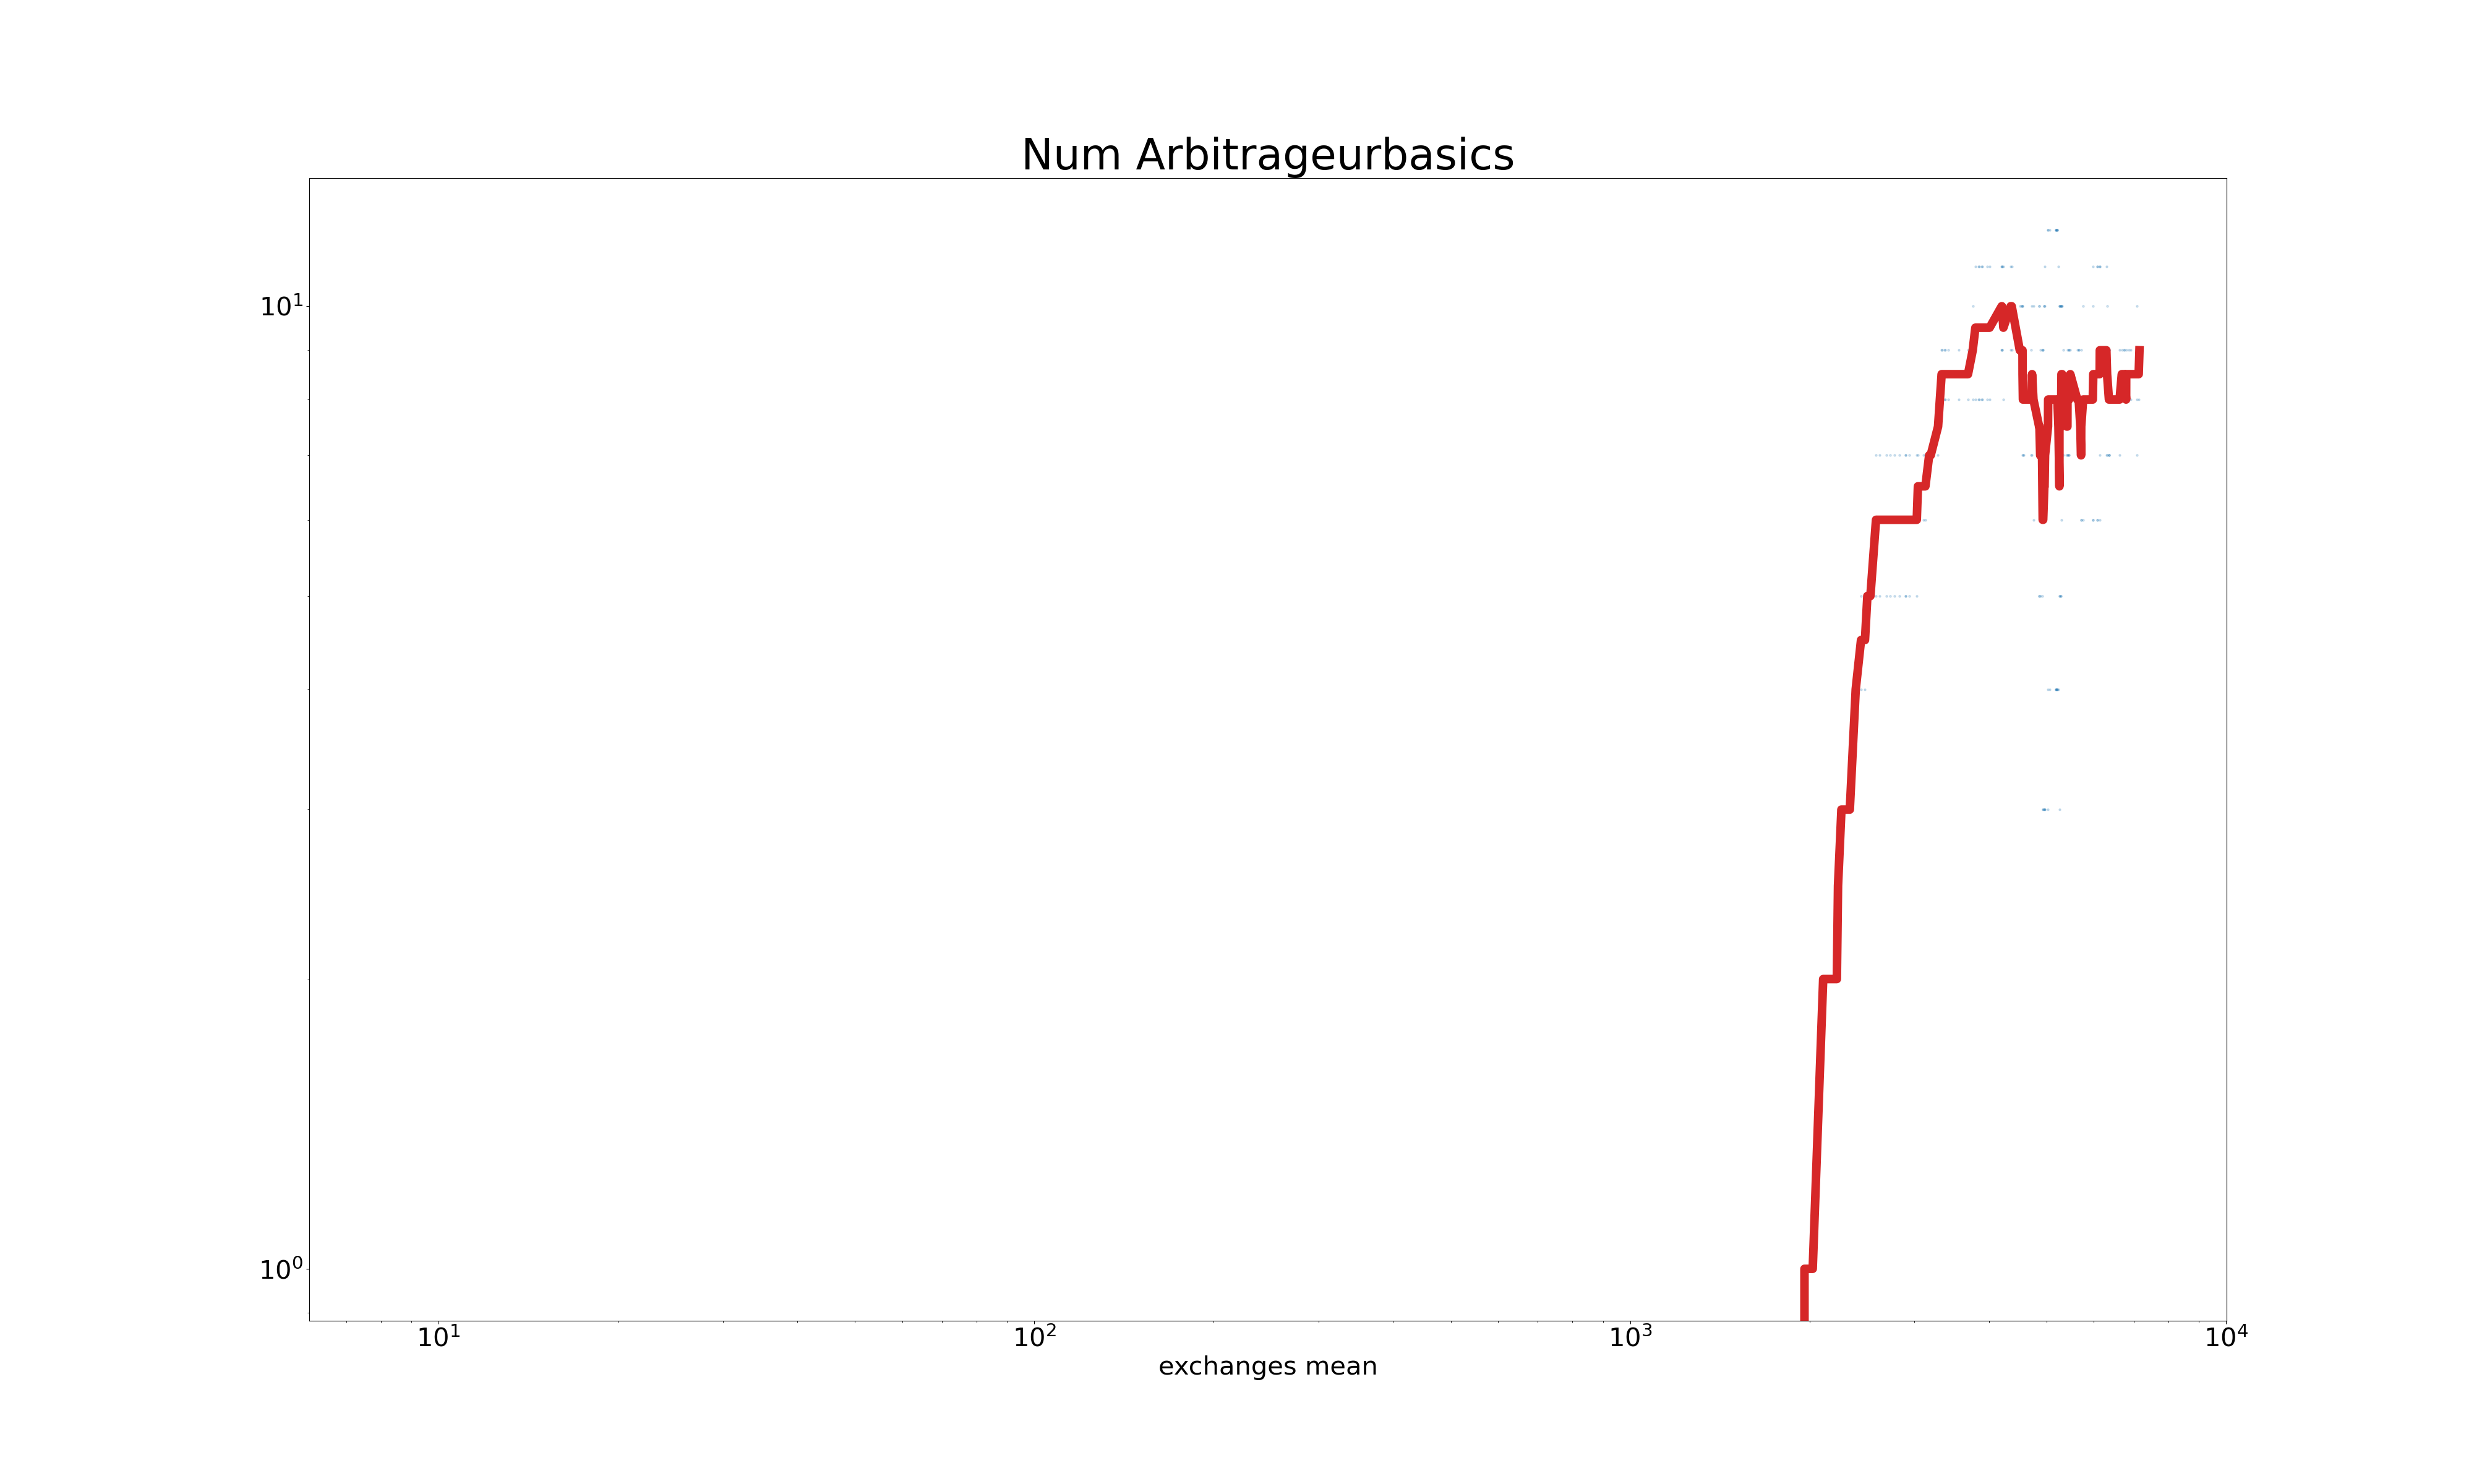 Num Arbitrageurbasics
10¹
10⁰
10¹ 10² 10³ 10⁴
exchanges mean